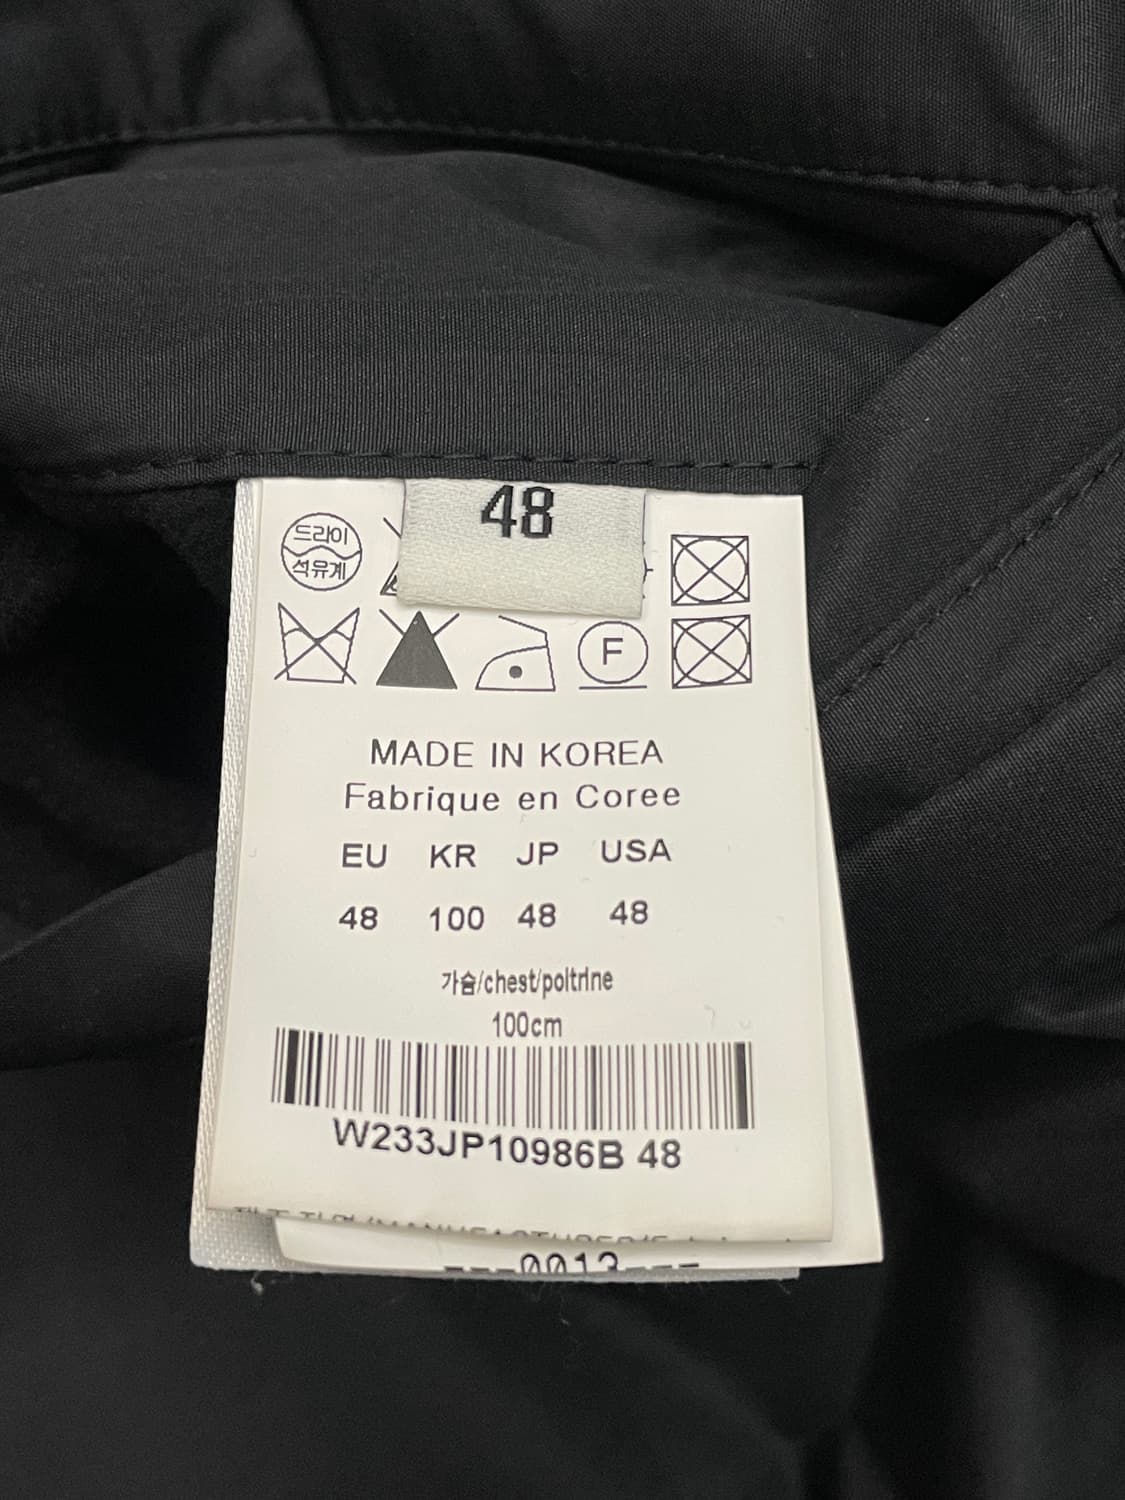 48
드라이
석유계
F
MADE IN KOREA
Fabrique en Coree
EU KR JP USA
48 100 48 48
가슴/chest/poltrine
100cm
W233JP10986B 48
---0013---